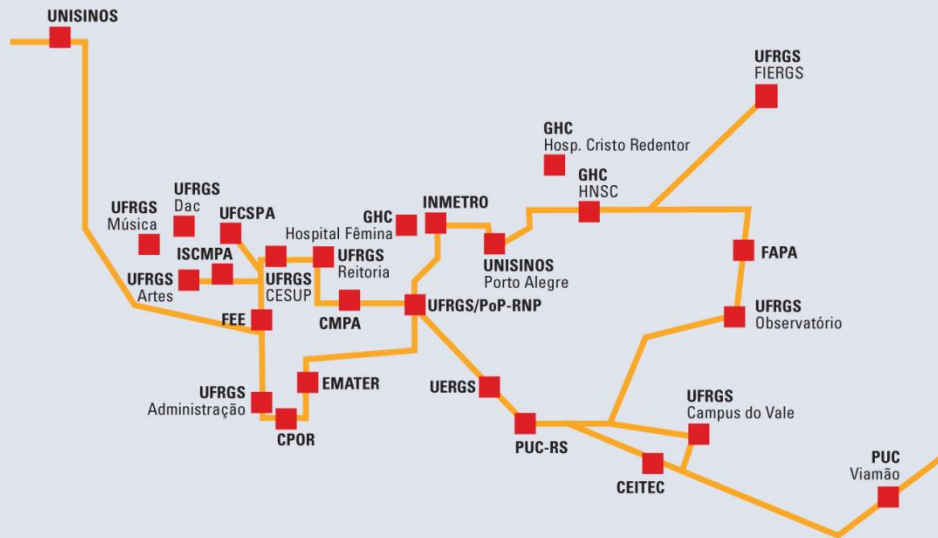 UNISINOS
UFRGS
FIERGS
GHC
Hosp. Cristo Redentor
GHC
HNSC
UFRGS
Dac
UFRGS
Música
UFCSPA
GHC
Hospital Fêmina
INMETRO
ISCMPA
UFRGS
Reitoria
UNISINOS
Porto Alegre
FAPA
UFRGS
Artes
UFRGS
CESUP
CMPA
UFRGS/PoP-RNP
UFRGS
Observatório
FEE
EMATER
UFRGS
Administração
CPOR
UERGS
PUC-RS
UFRGS
Campus do Vale
CEITEC
PUC
Viamão